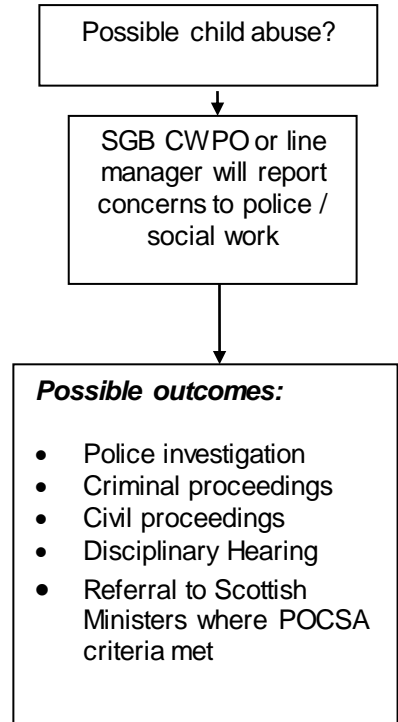 Possible child abuse?
SGB CWPO or line
manager will report
concerns to police /
social work
Possible outcomes:
• Police investigation
• Criminal proceedings
• Civil proceedings
• Disciplinary Hearing
• Referral to Scottish
Ministers where POCSA
criteria met